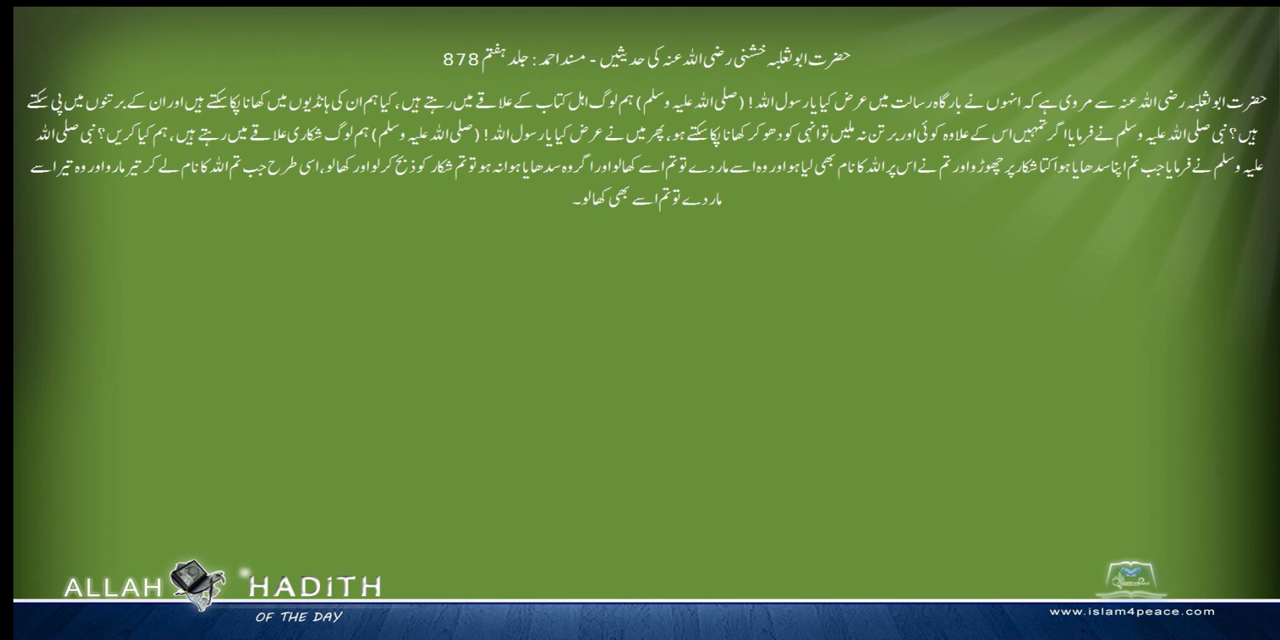 حضرت ابوثعلبہ خشنی رضی اللہ عنہ کی حدیثیں - مسند احمد : جلد ہفتم 878
حضرت ابوثعلبہ رضی اللہ عنہ سے مروی ہے کہ انہوں نے بارگاہ رسالت میں عرض کیا یا رسول اللہ ! (صلی اللہ علیہ وسلم) ہم لوگ اہل کتاب کے علاقے میں رہتے ہیں، کیا ہم ان کی ہانڈیوں میں کھانا پکا سکتے ہیں اور ان کے برتنوں میں پی سکتے
ہیں؟ نبی صلی اللہ علیہ وسلم نے فرمایا اگر تمہیں اس کے علاوہ کوئی اور برتن نہ ملیں تو انہی کو دھو کر کھانا پکا سکتے ہو، پھر میں نے عرض کیا یا رسول اللہ ! (صلی اللہ علیہ وسلم) ہم لوگ شکاری علاقے میں رہتے ہیں، ہم کیا کریں؟ نبی صلی اللہ
علیہ وسلم نے فرمایا جب تم اپنا سدھایا ہوا کتا شکار پر چھوڑو اور تم نے اس پر اللہ کا نام بھی لیا ہو اور وہ اسے مار دے تو تم اسے کھالو اور اگر وہ سدھایا ہوا نہ ہو تو تم شکار کو ذبح کر لو اور کھالو، اسی طرح جب تم اللہ کا نام لے کر تیر مارو اور وہ تیر اسے
مار دے تو تم اسے بھی کھالو۔
ALLAH HADITH
OF THE DAY
www.islam4peace.com